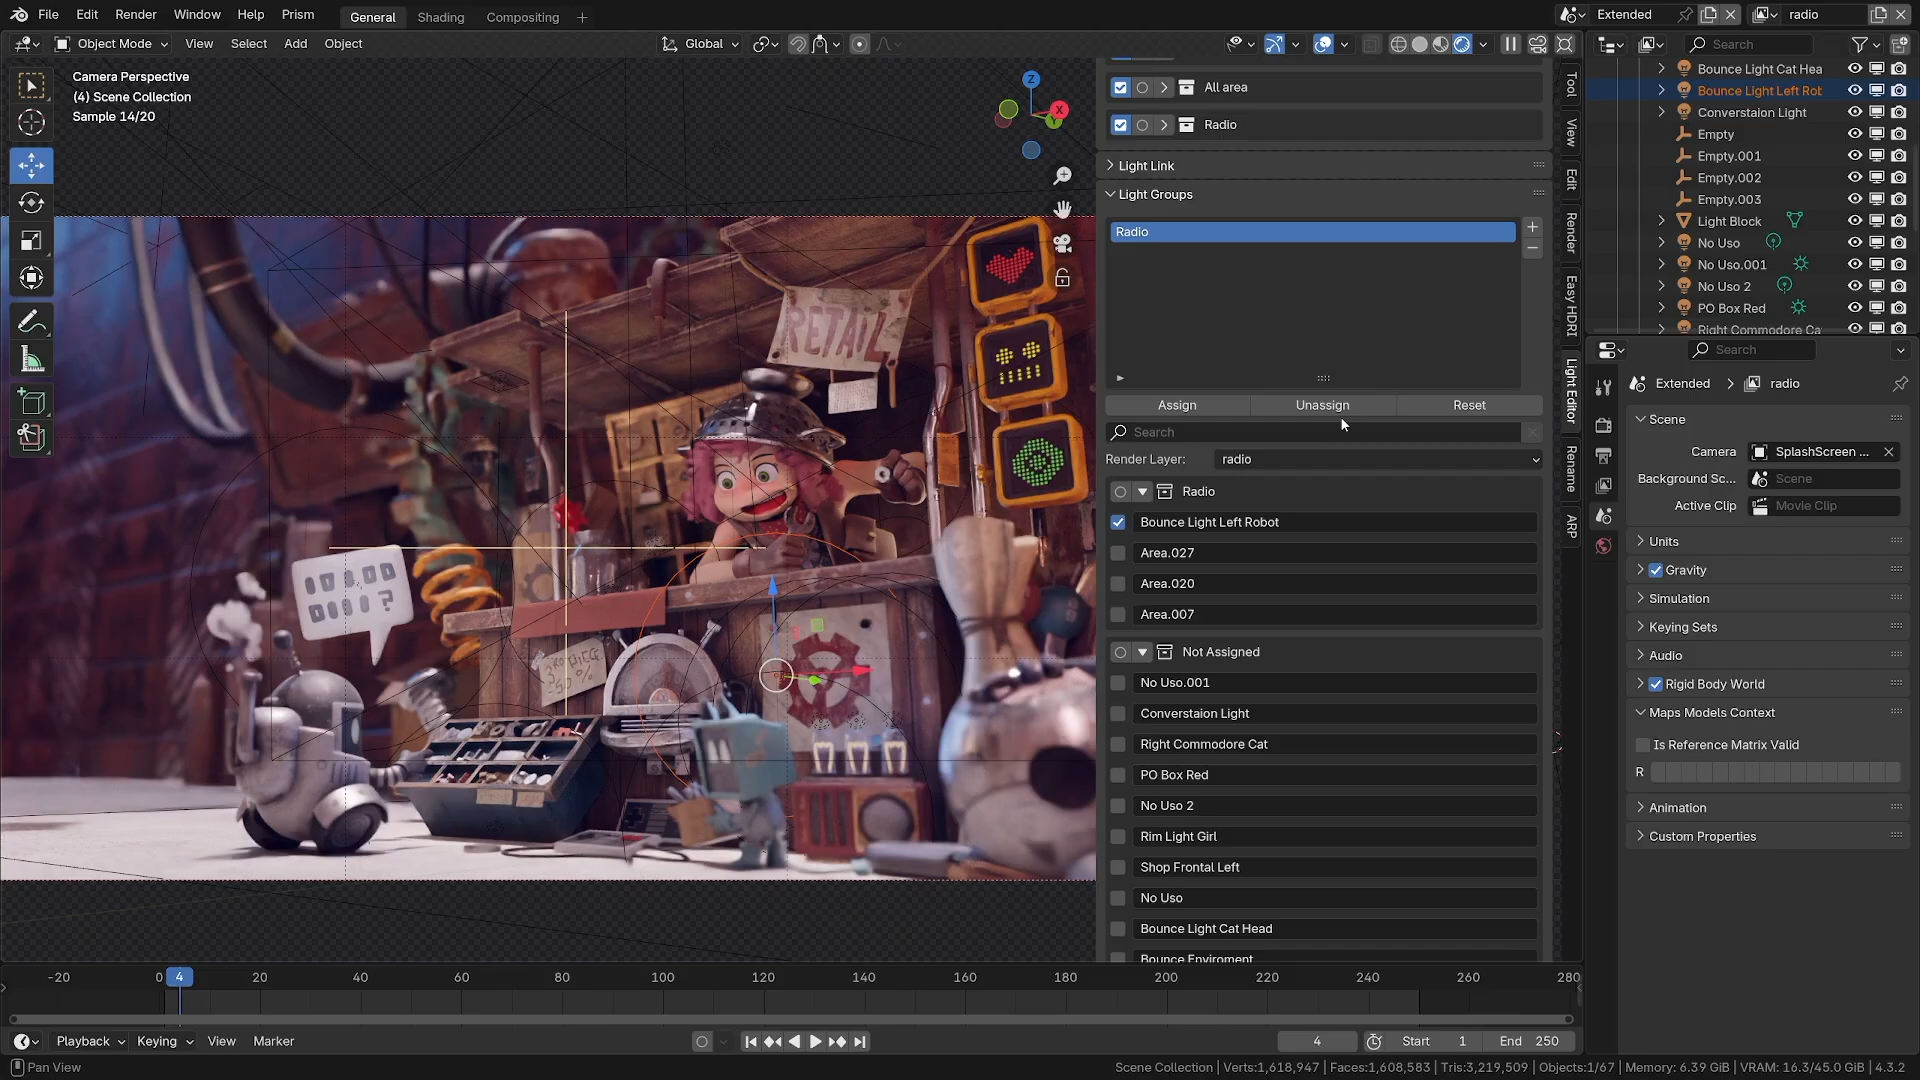 File Edit Render Window Help Prism General Shading Compositing
Extended radio
Object Mode View Select Add Object Global
Search
Camera Perspective
(4) Scene Collection
Sample 14/20
Z
X
Y
RETAIL
All area
Radio
Light Link
Light Groups
Radio
Assign Unassign Reset
Search
Render Layer: radio
Radio
Bounce Light Left Robot
Area.027
Area.020
Area.007
Not Assigned
No Uso.001
Converstaion Light
Right Commodore Cat
PO Box Red
No Uso 2
Rim Light Girl
Shop Frontal Left
No Uso
Bounce Light Cat Head
Bounce Enviroment
Tool
View
Edit
Render
Easy HDRI
Light Editor
Rename
ARP
Bounce Light Cat Hea
Bounce Light Left Rob
Converstaion Light
Empty
Empty.001
Empty.002
Empty.003
Light Block
No Uso
No Uso.001
No Uso 2
PO Box Red
Right Commodore Ca
Search
Extended radio
Scene
Camera SplashScreen ...
Background Sc... Scene
Active Clip Movie Clip
Units
Gravity
Simulation
Keying Sets
Audio
Rigid Body World
Maps Models Context
Is Reference Matrix Valid
R
Animation
Custom Properties
-20 0 4 20 40 60 80 100 120 140 160 180 200 220 240 260 280
Playback Keying View Marker 4 Start 1 End 250
Pan View Scene Collection | Verts:1,618,947 | Faces:1,608,583 | Tris:3,219,509 | Objects:1/67 | Memory: 6.39 GiB | VRAM: 16.3/45.0 GiB | 4.3.2